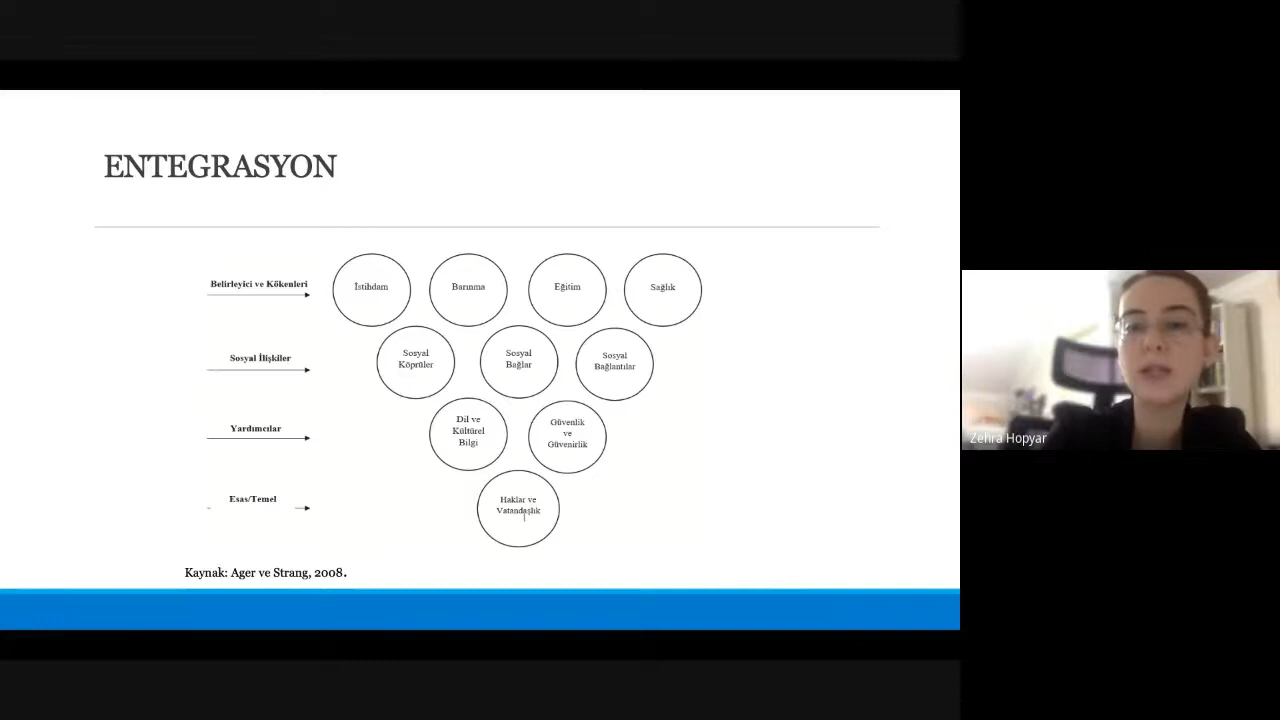 ENTEGRASYON
Belirleyici ve Kökenleri
İstihdam
Barınma
Eğitim
Sağlık
Sosyal İlişkiler
Sosyal
Köprüler
Sosyal
Bağlar
Sosyal
Bağlantılar
Yardımcılar
Dil ve
Kültürel
Bilgi
Güvenlik
ve
Güvenirlik
Esas/Temel
Haklar ve
Vatandaşlık
Kaynak: Ager ve Strang, 2008.
Zehra Hopyar